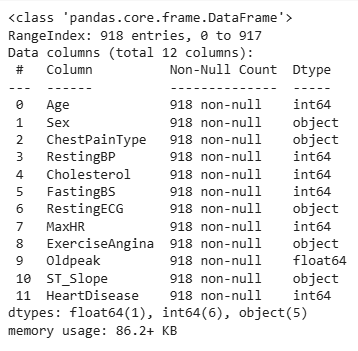 <class 'pandas.core.frame.DataFrame'>
RangeIndex: 918 entries, 0 to 917
Data columns (total 12 columns):
 #   Column          Non-Null Count  Dtype
---  ------          --------------  -----
 0   Age             918 non-null    int64
 1   Sex             918 non-null    object
 2   ChestPainType   918 non-null    object
 3   RestingBP       918 non-null    int64
 4   Cholesterol     918 non-null    int64
 5   FastingBS       918 non-null    int64
 6   RestingECG      918 non-null    object
 7   MaxHR           918 non-null    int64
 8   ExerciseAngina  918 non-null    object
 9   Oldpeak         918 non-null    float64
 10  ST_Slope        918 non-null    object
 11  HeartDisease    918 non-null    int64
dtypes: float64(1), int64(6), object(5)
memory usage: 86.2+ KB